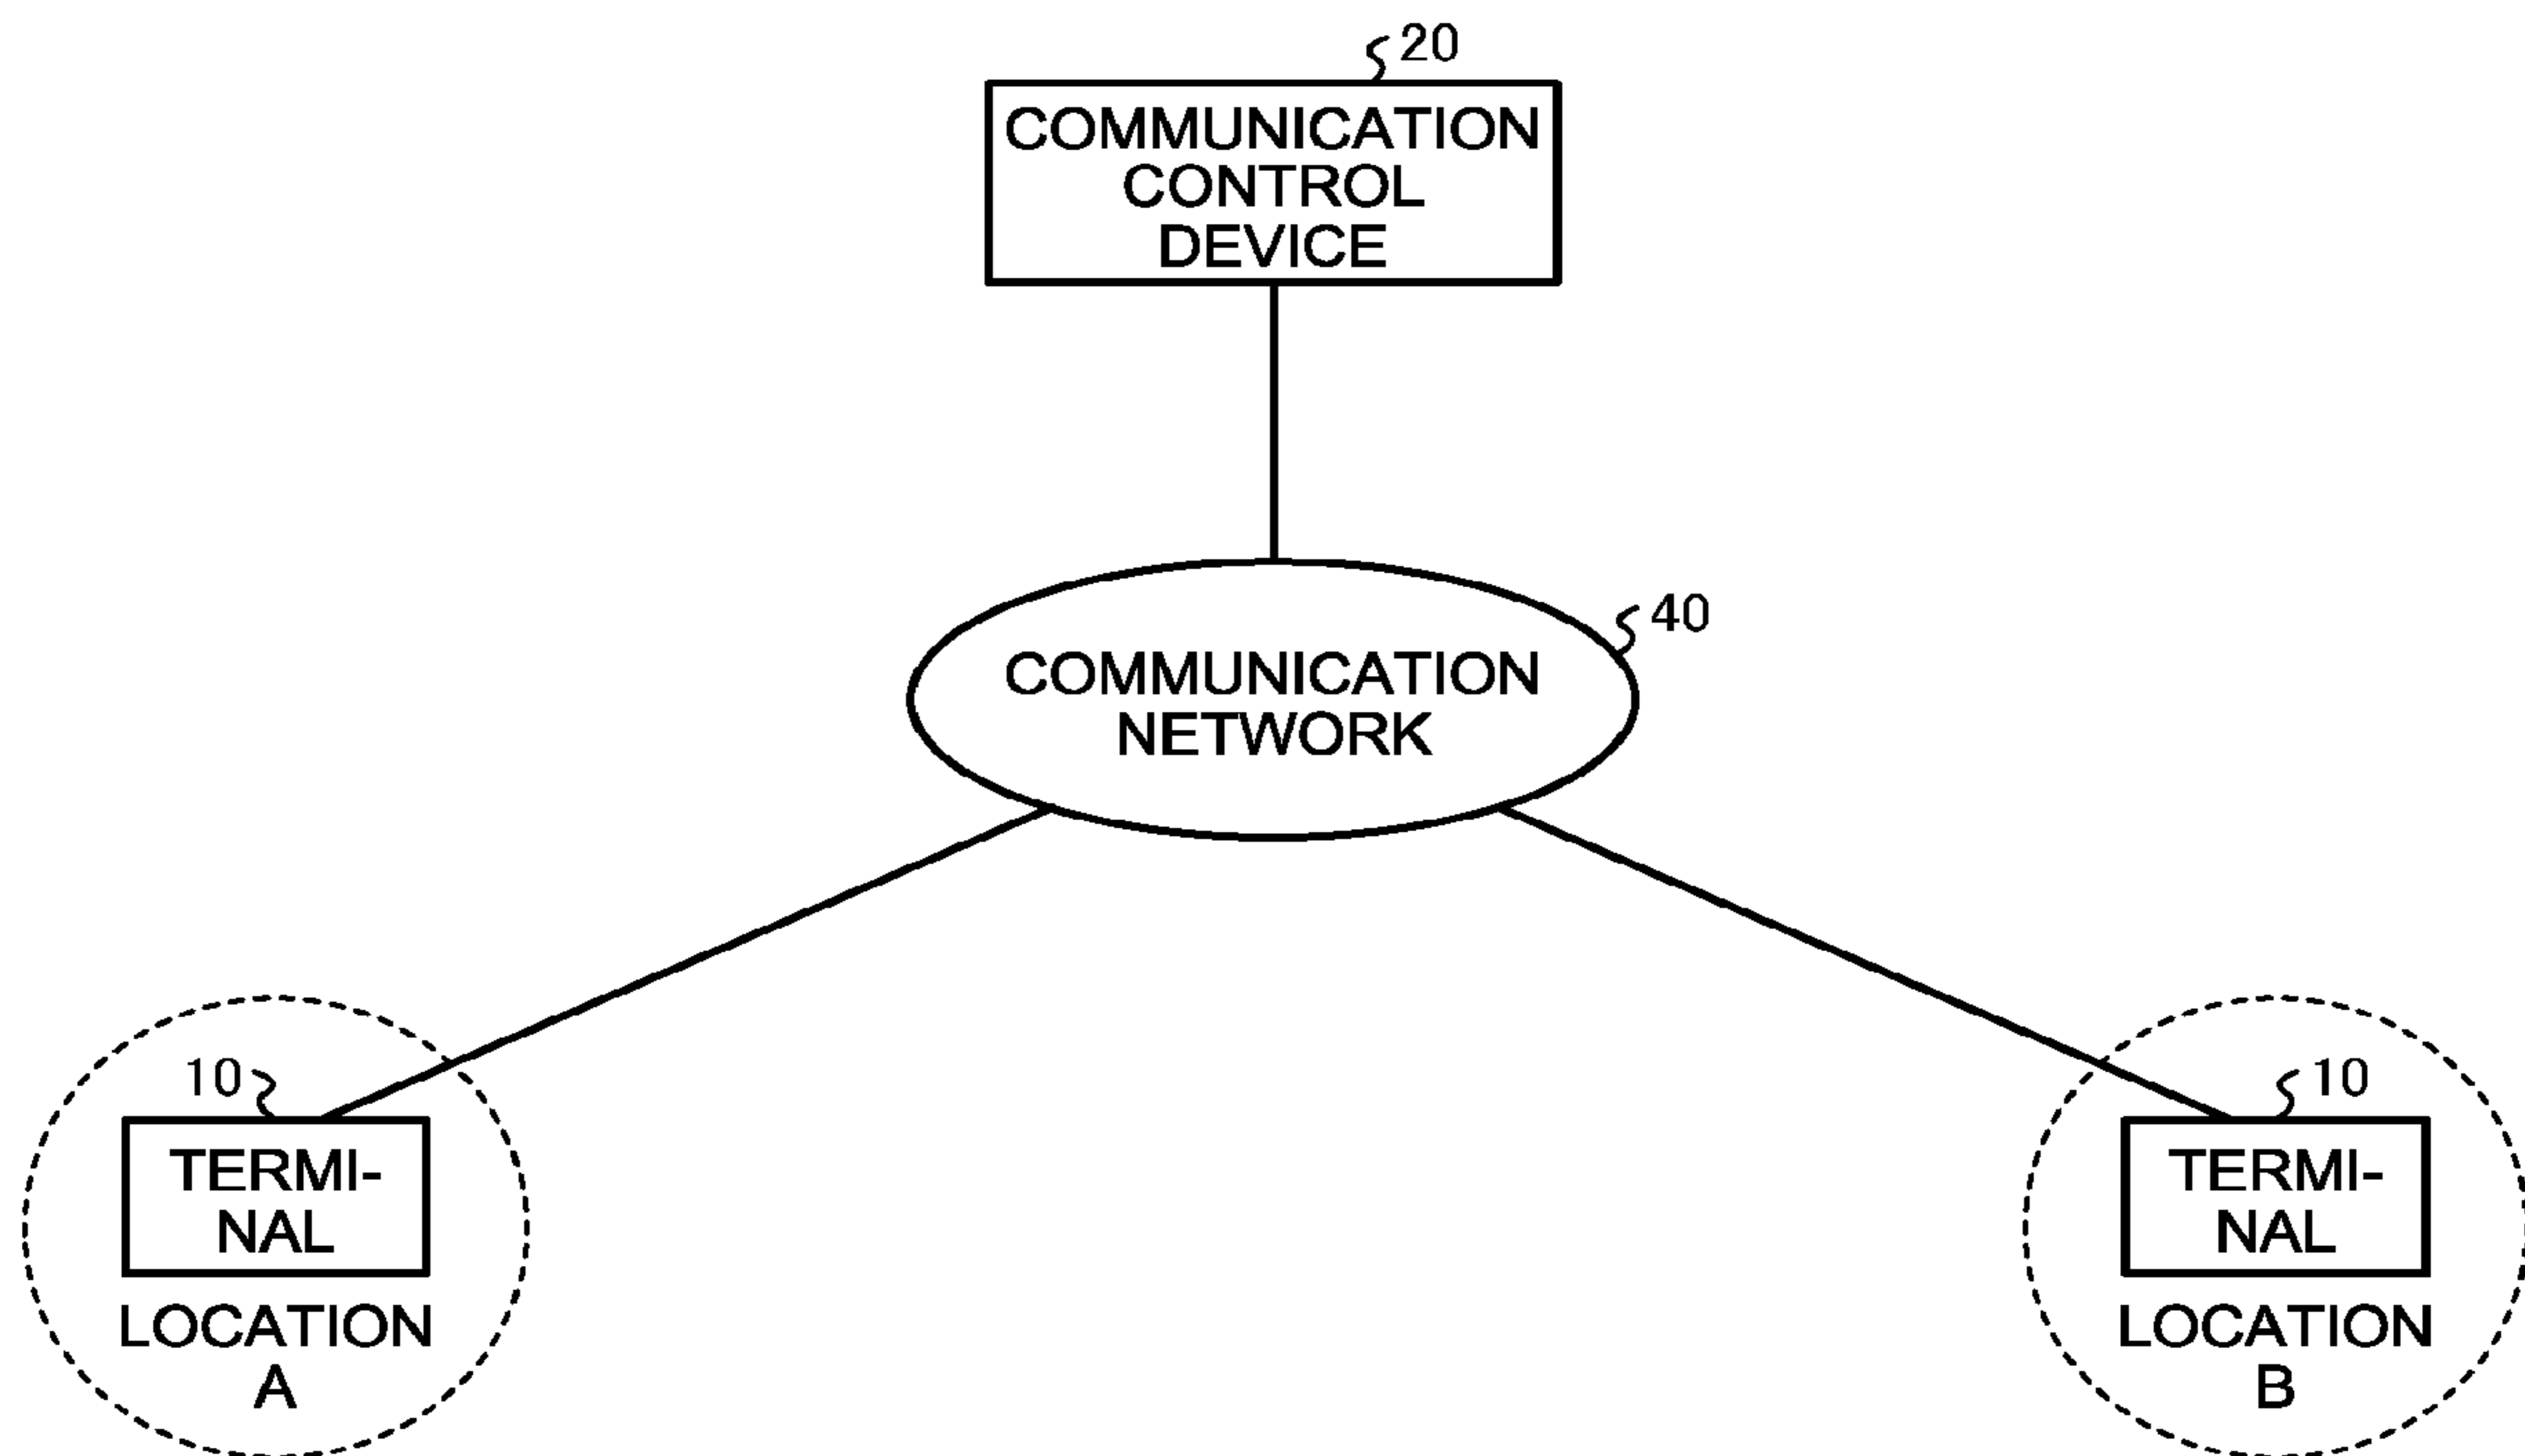 20
COMMUNICATION
CONTROL
DEVICE
40
COMMUNICATION
NETWORK
10
TERMI-
NAL
LOCATION
A
10
TERMI-
NAL
LOCATION
B